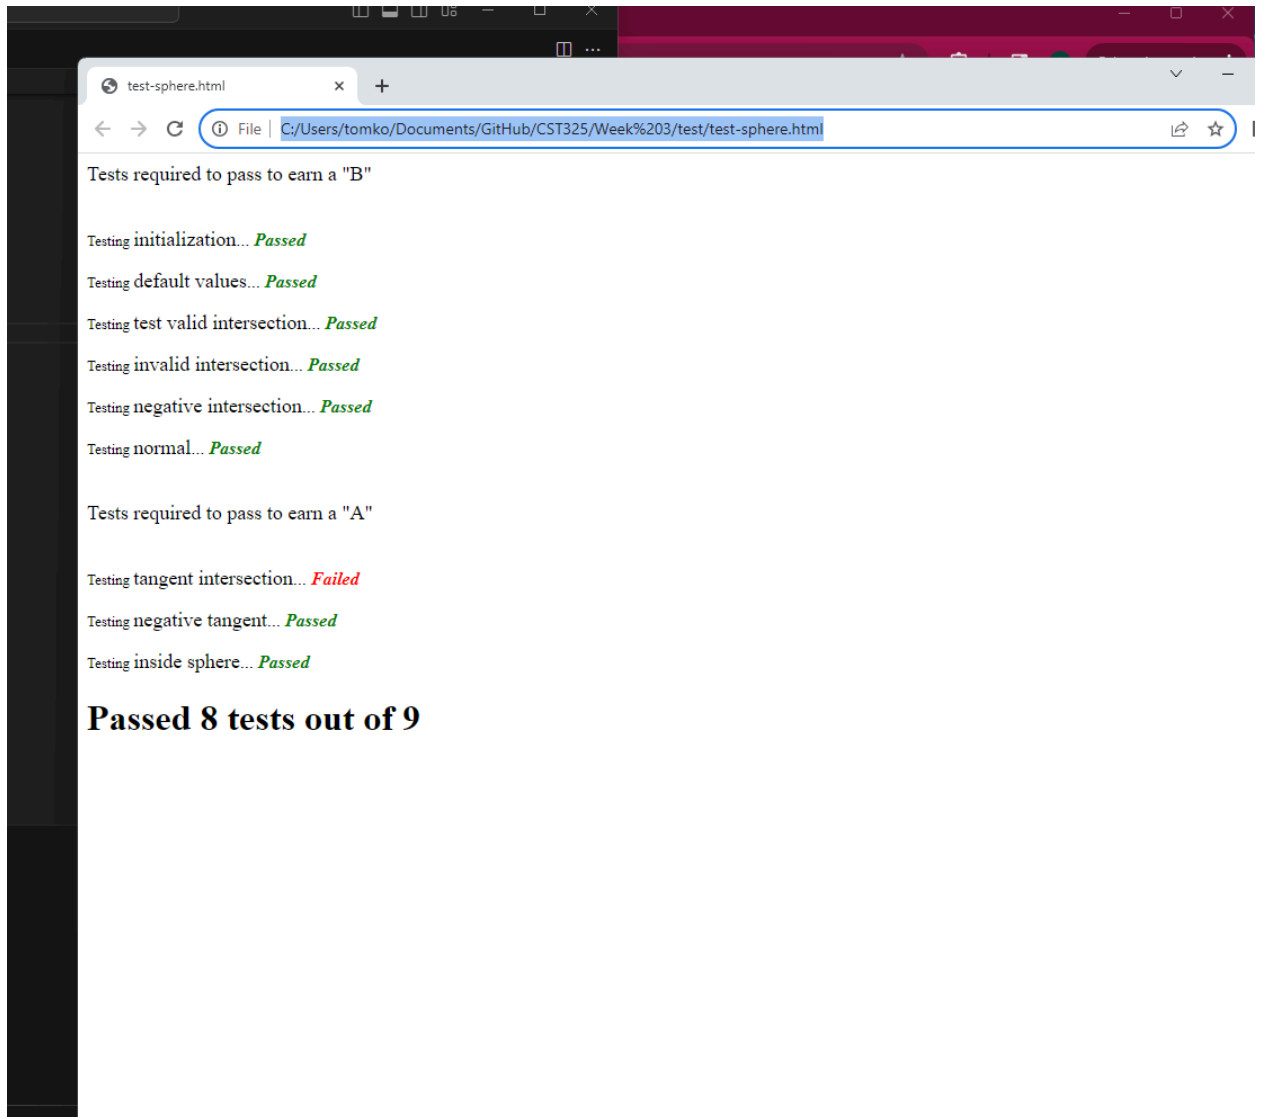 test-sphere.html
File C:/Users/tomko/Documents/GitHub/CST325/Week%203/test/test-sphere.html
Tests required to pass to earn a "B"
Testing initialization... Passed
Testing default values... Passed
Testing test valid intersection... Passed
Testing invalid intersection... Passed
Testing negative intersection... Passed
Testing normal... Passed
Tests required to pass to earn a "A"
Testing tangent intersection... Failed
Testing negative tangent... Passed
Testing inside sphere... Passed
Passed 8 tests out of 9